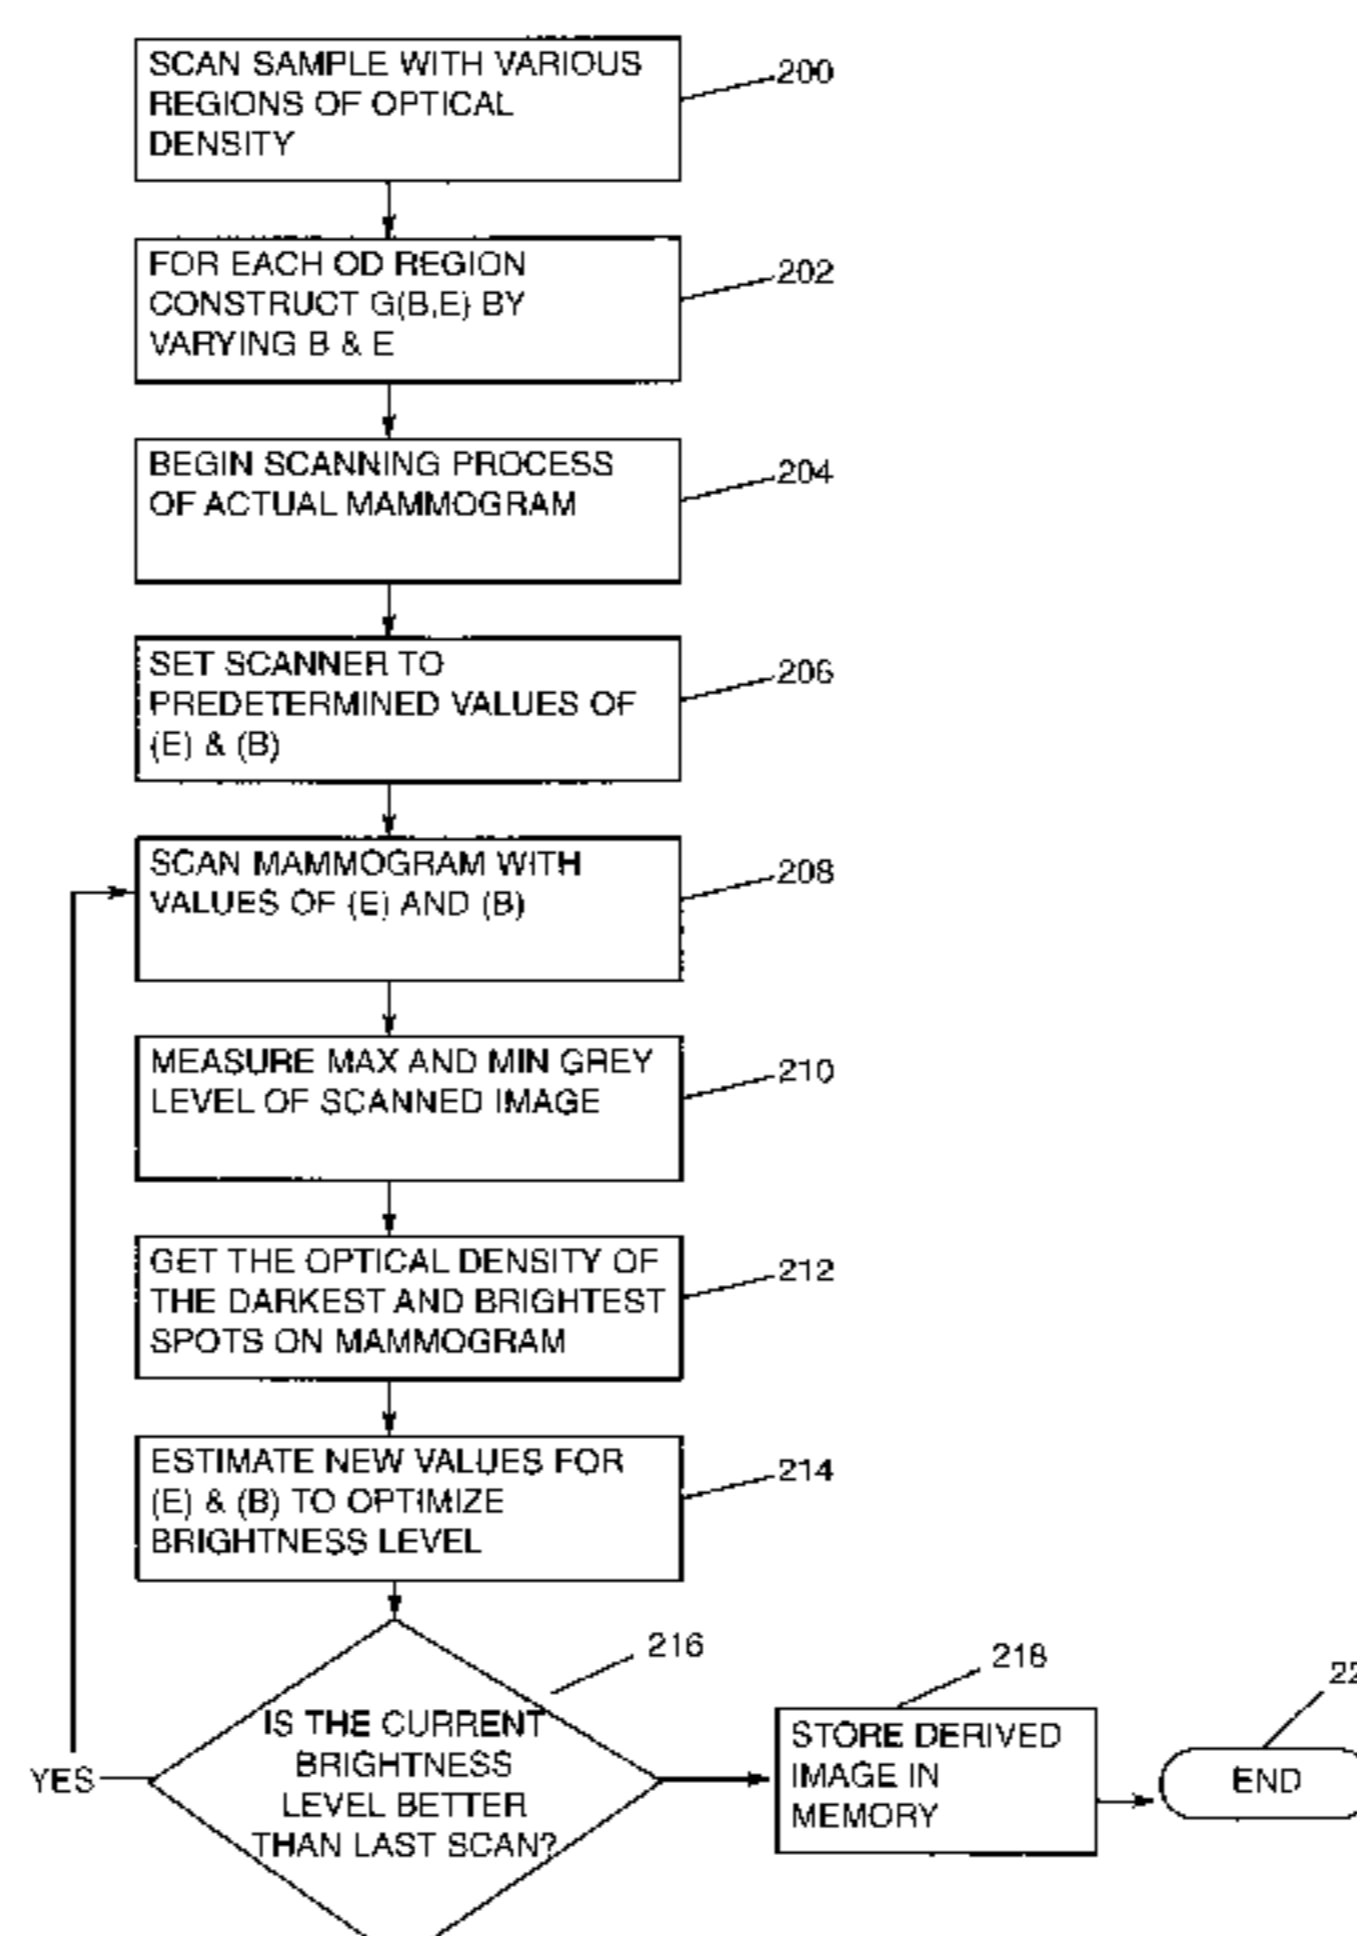 SCAN SAMPLE WITH VARIOUS
REGIONS OF OPTICAL
DENSITY
200
FOR EACH OD REGION
CONSTRUCT G(B,E) BY
VARYING B & E
202
BEGIN SCANNING PROCESS
OF ACTUAL MAMMOGRAM
204
SET SCANNER TO
PREDETERMINED VALUES OF
(E) & (B)
206
SCAN MAMMOGRAM WITH
VALUES OF (E) AND (B)
208
MEASURE MAX AND MIN GREY
LEVEL OF SCANNED IMAGE
210
GET THE OPTICAL DENSITY OF
THE DARKEST AND BRIGHTEST
SPOTS ON MAMMOGRAM
212
ESTIMATE NEW VALUES FOR
(E) & (B) TO OPTIMIZE
BRIGHTNESS LEVEL
214
216
IS THE CURRENT
BRIGHTNESS
LEVEL BETTER
THAN LAST SCAN?
YES
218
STORE DERIVED
IMAGE IN
MEMORY
END